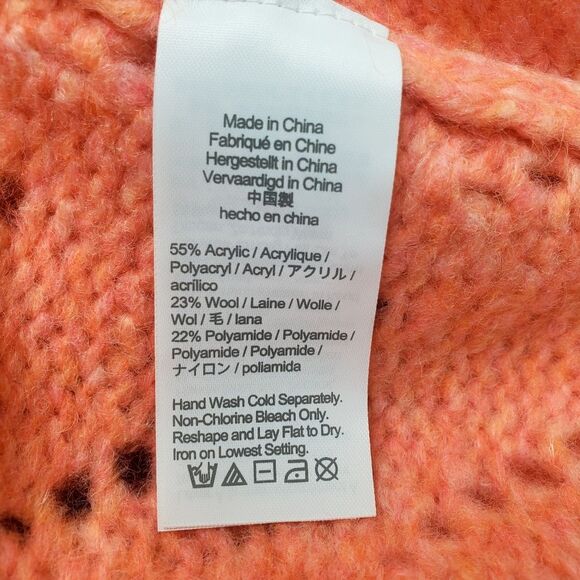 Made in China
Fabriqué en Chine
Hergestellt in China
Vervaardigd in China
中国製
hecho en china
55% Acrylic / Acrylique /
Polyacryl / Acryl / アクリル /
acrílico
23% Wool / Laine / Wolle /
Wol / 毛 / lana
22% Polyamide / Polyamide /
Polyamide / Polyamide /
ナイロン / poliamida
Hand Wash Cold Separately.
Non-Chlorine Bleach Only.
Reshape and Lay Flat to Dry.
Iron on Lowest Setting.